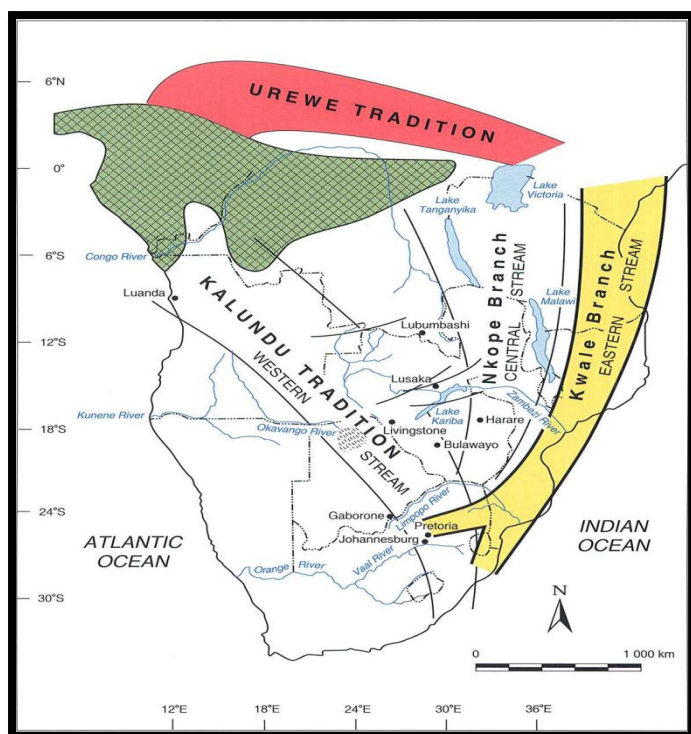 6°N
0°
6°S
12°S
18°S
24°S
30°S
UREWE TRADITION
Lake
Victoria
Lake
Tanganyika
Congo River
Luanda
KALUNDU TRADITION
WESTERN STREAM
Nkope Branch
CENTRAL STREAM
Kwale Branch
EASTERN STREAM
Lake
Malawi
Lubumbashi
Lusaka
Lake
Kariba
Zambezi River
Harare
Kunene River
Okavango River
Livingstone
Bulawayo
Gaborone
Limpopo River
Pretoria
Johannesburg
Vaal River
Orange River
ATLANTIC
OCEAN
INDIAN
OCEAN
N
0
1 000 km
12°E
18°E
24°E
30°E
36°E